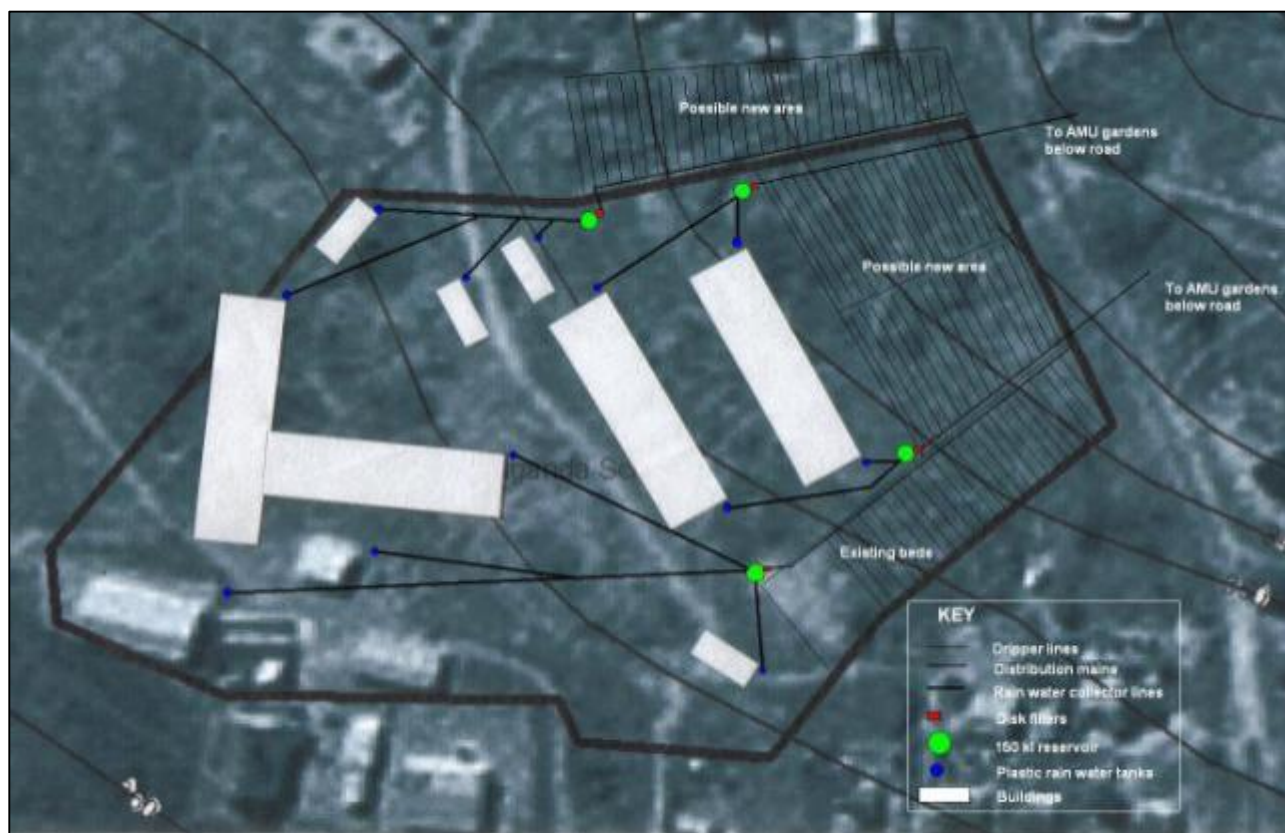 Possible new area
To AMU gardens
below road
Possible new area
To AMU gardens
below road
Existing beds
KEY
Dripper lines
Distribution mains
Rain water collector lines
Disk filters
150 kl reservoir
Plastic rain water tanks
Buildings